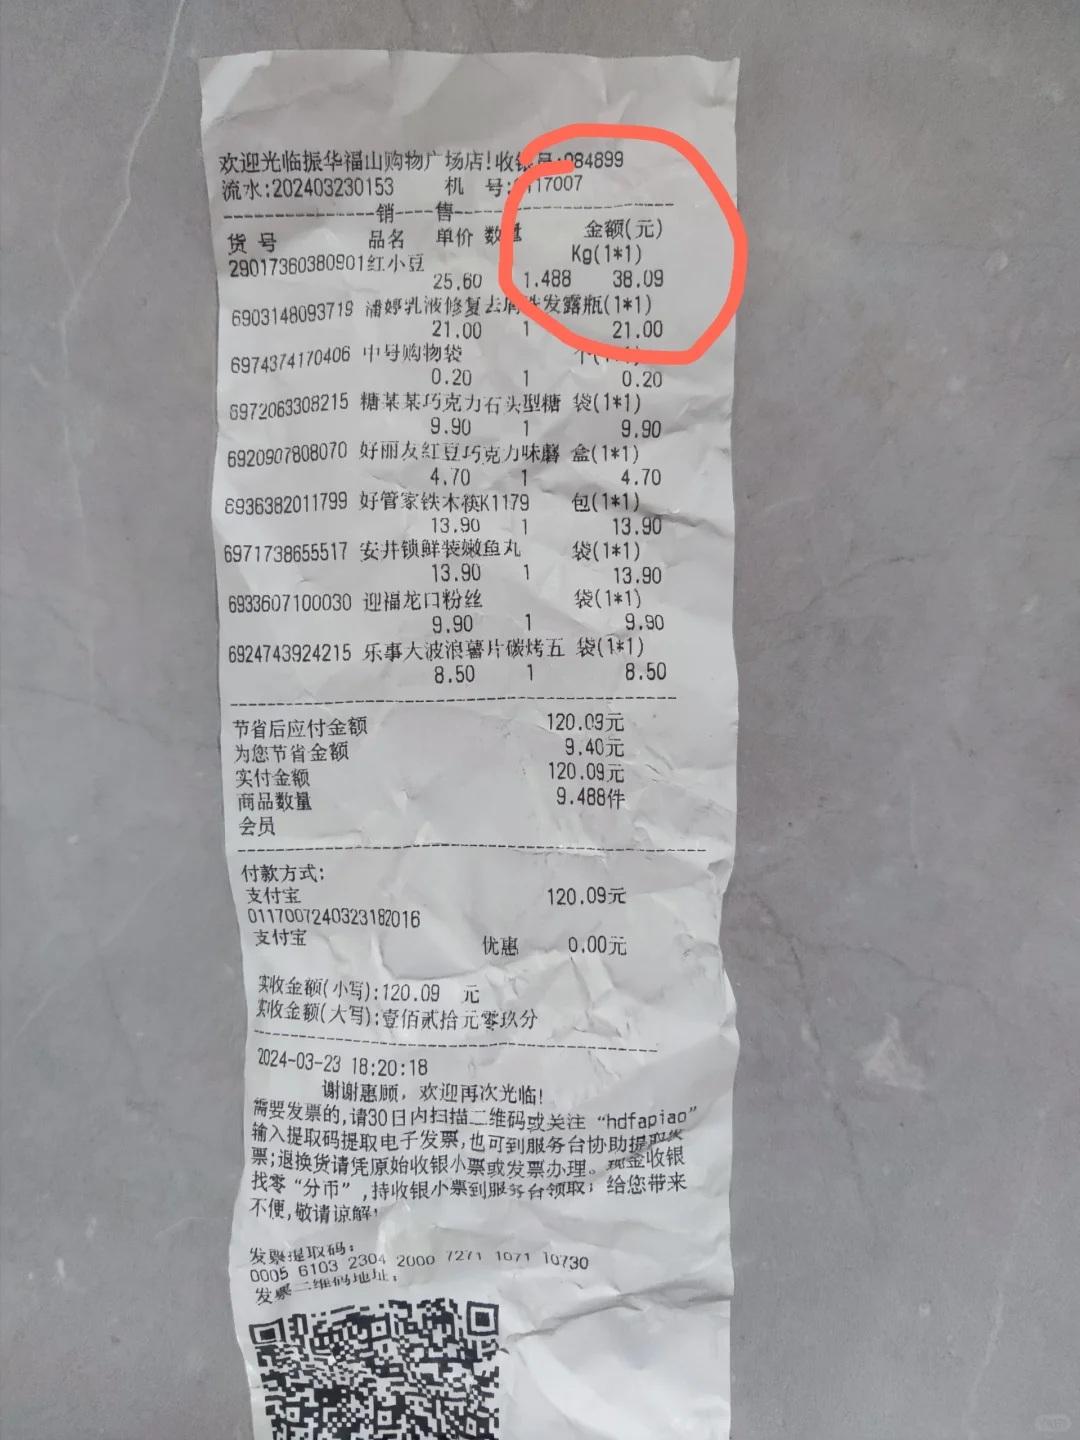 欢迎光临振华福山购物广场店!收银员:084899
流水:202403230153 机 号:0117007
销 售
货号 品名 单价 数量 金额(元)
29017360380901红小豆 Kg(1*1)
25.60 1.488 38.09
6903148093719 潘婷乳液修复去屑洗发露瓶(1*1)
21.00 1 21.00
6974374170406 中号购物袋 个(1*1)
0.20 1 0.20
6972063308215 糖某某巧克力石头型糖 袋(1*1)
9.90 1 9.90
6920907808070 好丽友红豆巧克力味蘑 盒(1*1)
4.70 1 4.70
6936382011799 好管家铁木筷K1179 包(1*1)
13.90 1 13.90
6971738655517 安井锁鲜装嫩鱼丸 袋(1*1)
13.90 1 13.90
6933607100030 迎福龙口粉丝 袋(1*1)
9.90 1 9.90
6924743924215 乐事大波浪薯片碳烤五 袋(1*1)
8.50 1 8.50
节省后应付金额 120.09元
为您节省金额 9.40元
实付金额 120.09元
商品数量 9.488件
会员
付款方式:
支付宝 120.09元
0117007240323182016
支付宝 优惠 0.00元
实收金额(小写):120.09 元
实收金额(大写):壹佰贰拾元零玖分
2024-03-23 18:20:18
谢谢惠顾，欢迎再次光临!
需要发票的,请30日内扫描二维码或关注“hdfapiao”
输入提取码提取电子发票,也可到服务台协助提取发
票;退换货请凭原始收银小票或发票办理。现金收银
找零“分币”,持收银小票到服务台领取；给您带来
不便,敬请谅解!
发票提取码:
0005 6103 2304 2000 7271 1071 10730
发票二维码地址: